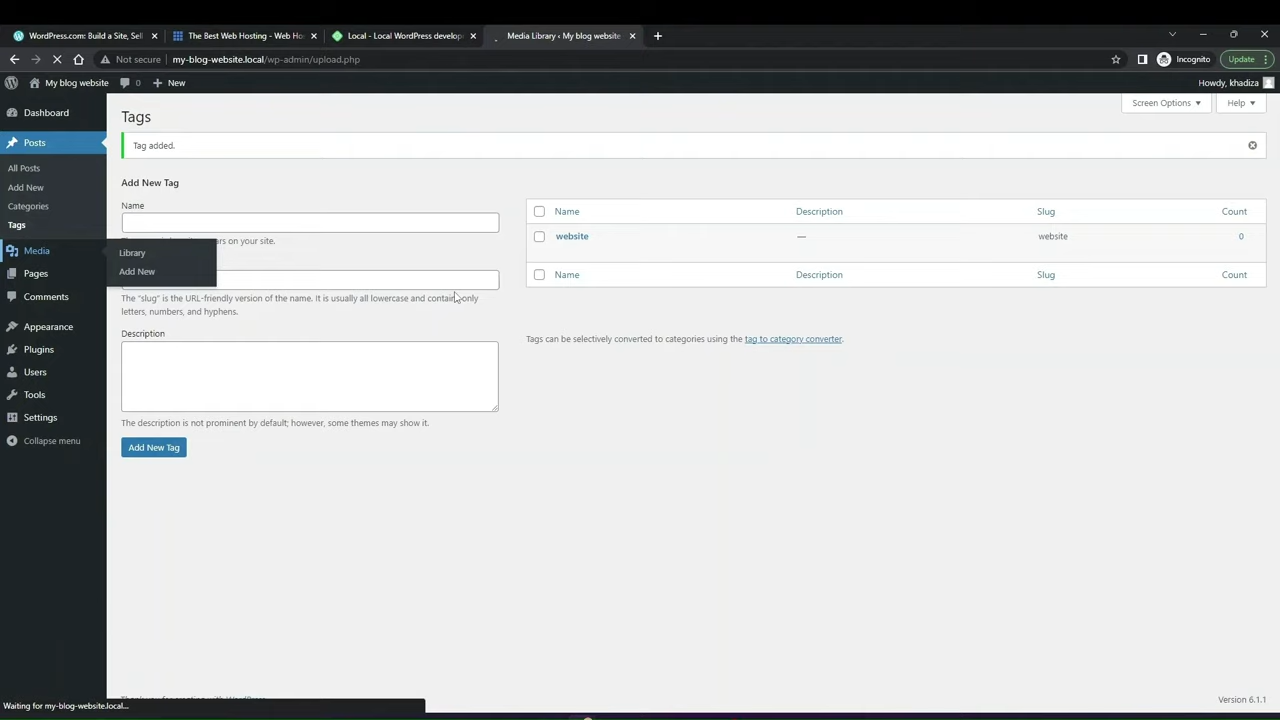 WordPress.com: Build a Site, Sell
The Best Web Hosting - Web Hos
Local - Local WordPress develop
Media Library ‹ My blog website
Not secure
my-blog-website.local/wp-admin/upload.php
Incognito
Update
My blog website
0
New
Howdy, khadiza
Dashboard
Posts
All Posts
Add New
Categories
Tags
Media
Library
Add New
Pages
Comments
Appearance
Plugins
Users
Tools
Settings
Collapse menu
Screen Options
Help
Tags
Tag added.
Add New Tag
Name
on your site.
The “slug” is the URL-friendly version of the name. It is usually all lowercase and contains only
letters, numbers, and hyphens.
Description
The description is not prominent by default; however, some themes may show it.
Add New Tag
Name Description Slug Count
website — website 0
Name Description Slug Count
Tags can be selectively converted to categories using the tag to category converter.
Version 6.1.1
Waiting for my-blog-website.local...